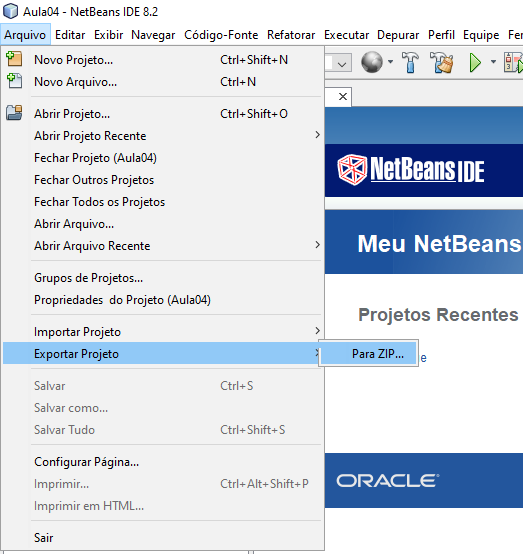 Aula04 - NetBeans IDE 8.2
Arquivo Editar Exibir Navegar Código-Fonte Refatorar Executar Depurar Perfil Equipe Fer
Novo Projeto... Ctrl+Shift+N
Novo Arquivo... Ctrl+N
Abrir Projeto... Ctrl+Shift+O
Abrir Projeto Recente
Fechar Projeto (Aula04)
Fechar Outros Projetos
Fechar Todos os Projetos
Abrir Arquivo...
Abrir Arquivo Recente
Grupos de Projetos...
Propriedades do Projeto (Aula04)
Importar Projeto
Exportar Projeto
Para ZIP...
e
Salvar Ctrl+S
Salvar como...
Salvar Tudo Ctrl+Shift+S
Configurar Página...
Imprimir... Ctrl+Alt+Shift+P
Imprimir em HTML...
Sair
NetBeans IDE
Meu NetBeans
Projetos Recentes
ORACLE